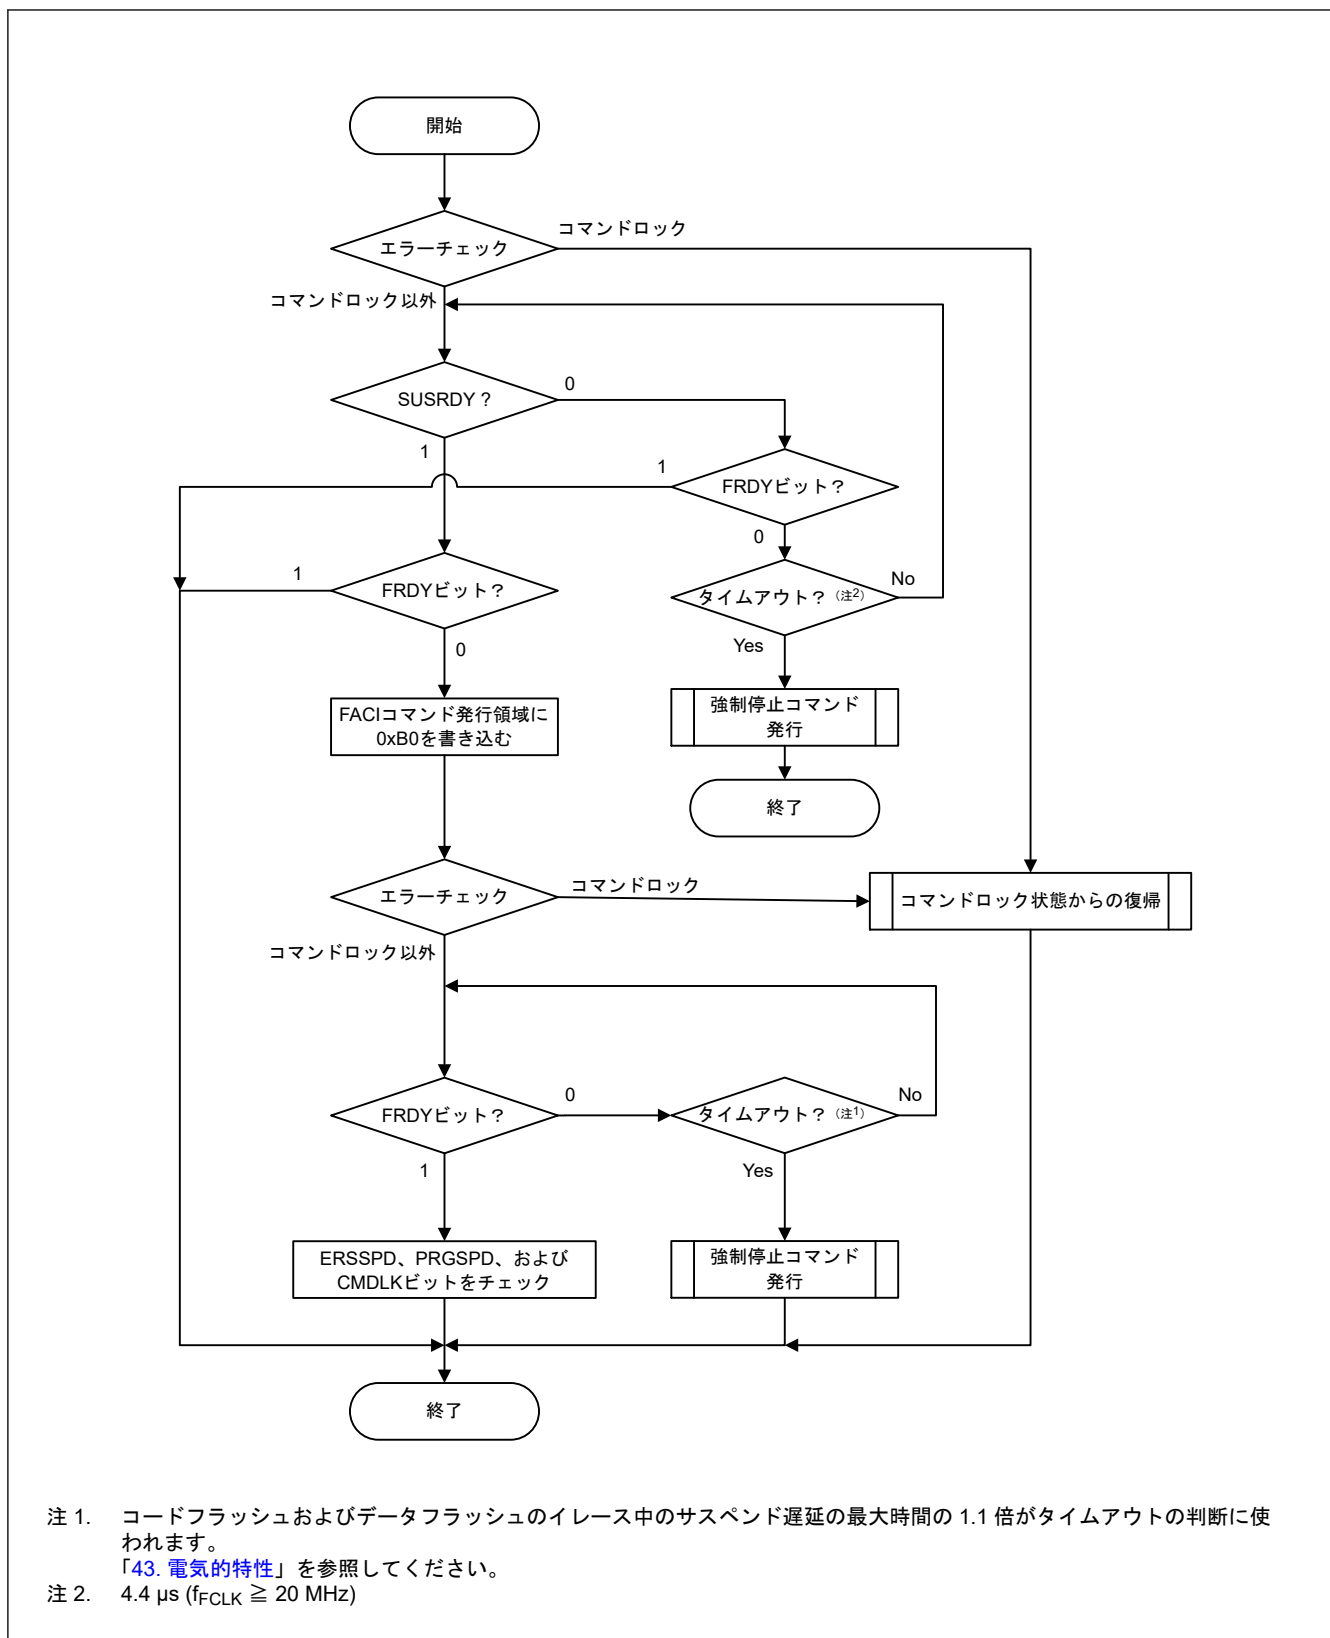 開始
エラーチェック
コマンドロック
コマンドロック以外
SUSRDY ?
0
1
FRDYビット?
1
0
FRDYビット?
1
0
タイムアウト?(注2)
No
Yes
FACIコマンド発行領域に
0xB0を書き込む
強制停止コマンド
発行
終了
エラーチェック
コマンドロック
コマンドロック状態からの復帰
コマンドロック以外
FRDYビット?
0
タイムアウト?(注1)
No
1
Yes
ERSSPD、PRGSPD、および
CMDLKビットをチェック
強制停止コマンド
発行
終了
注 1. コードフラッシュおよびデータフラッシュのイレース中のサスペンド遅延の最大時間の 1.1 倍がタイムアウトの判断に使
われます。
「43. 電気的特性」を参照してください。
注 2. 4.4 µs (fFCLK ≧ 20 MHz)